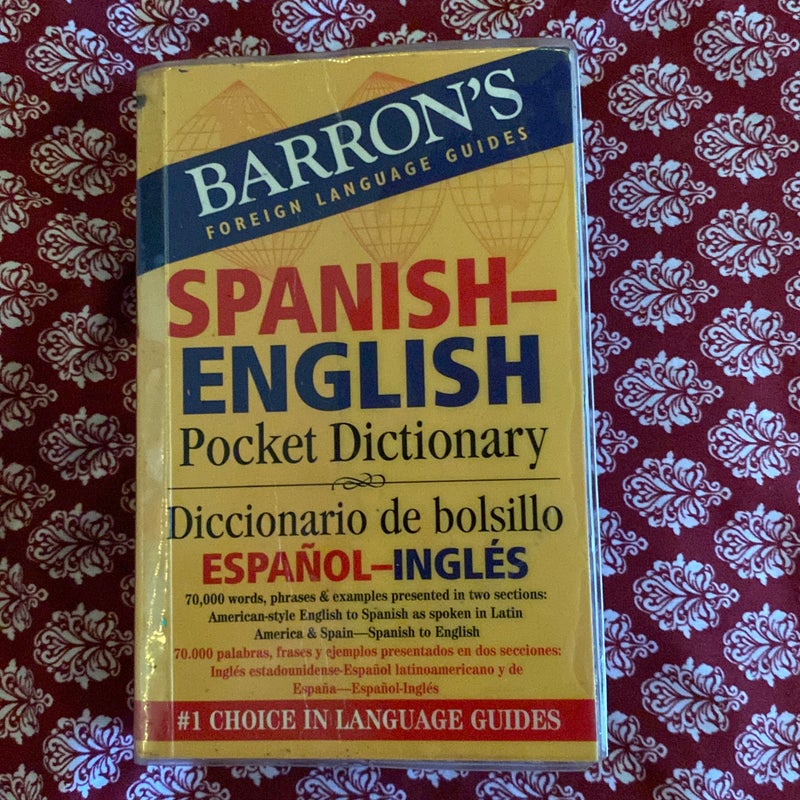 BARRON'S
FOREIGN LANGUAGE GUIDES
SPANISH–
ENGLISH
Pocket Dictionary
Diccionario de bolsillo
ESPAÑOL–INGLÉS
70,000 words, phrases & examples presented in two sections:
American-style English to Spanish as spoken in Latin
America & Spain—Spanish to English
70.000 palabras, frases y ejemplos presentados en dos secciones:
Inglés estadounidense-Español latinoamericano y de
España—Español-Inglés
#1 CHOICE IN LANGUAGE GUIDES